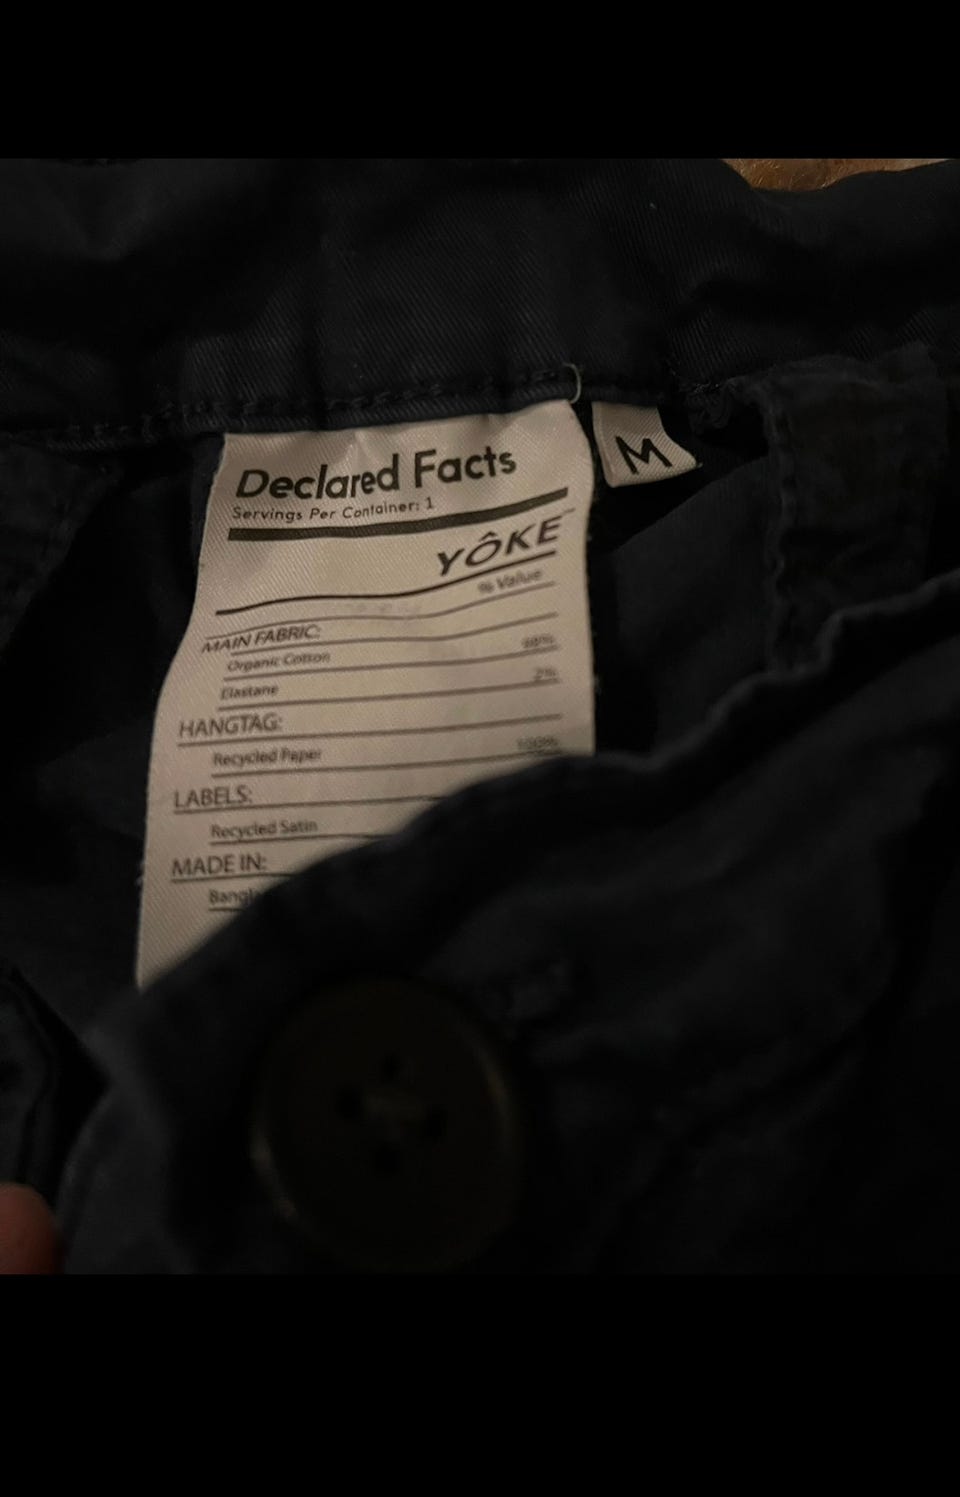 Declared Facts
Servings Per Container: 1
M
YÔKE™
% Value
MAIN FABRIC:
Organic Cotton 98%
Elastane 2%
HANGTAG:
Recycled Paper 100%
LABELS:
Recycled Satin
MADE IN: